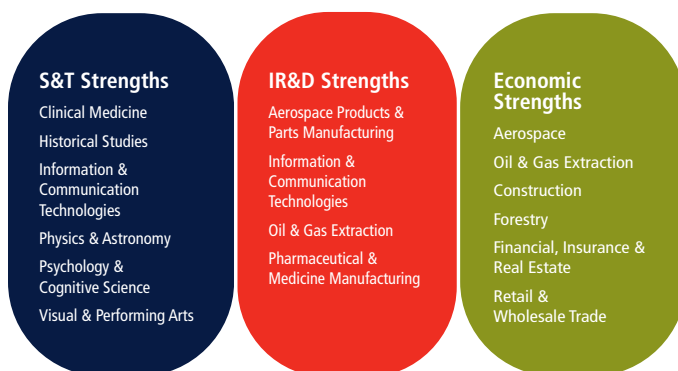 S&T Strengths
Clinical Medicine
Historical Studies
Information &
Communication
Technologies
Physics & Astronomy
Psychology &
Cognitive Science
Visual & Performing Arts
IR&D Strengths
Aerospace Products &
Parts Manufacturing
Information &
Communication
Technologies
Oil & Gas Extraction
Pharmaceutical &
Medicine Manufacturing
Economic
Strengths
Aerospace
Oil & Gas Extraction
Construction
Forestry
Financial, Insurance &
Real Estate
Retail &
Wholesale Trade